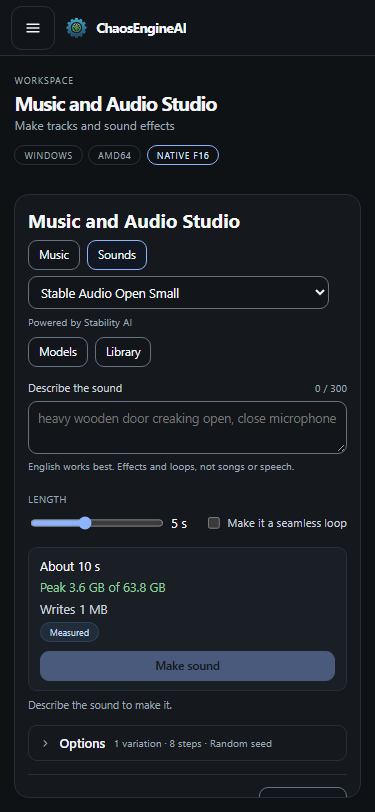 ChaosEngineAI
WORKSPACE
Music and Audio Studio
Make tracks and sound effects
WINDOWS AMD64 NATIVE F16
Music and Audio Studio
Music Sounds
Stable Audio Open Small
Powered by Stability AI
Models Library
Describe the sound 0 / 300
heavy wooden door creaking open, close microphone
English works best. Effects and loops, not songs or speech.
LENGTH
5 s Make it a seamless loop
About 10 s
Peak 3.6 GB of 63.8 GB
Writes 1 MB
Measured
Make sound
Describe the sound to make it.
Options 1 variation · 8 steps · Random seed